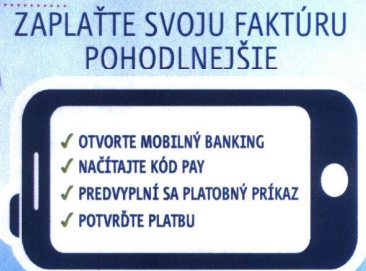 ZAPLAŤTE SVOJU FAKTÚRU
POHODLNEJŠIE
✓ OTVORTE MOBILNÝ BANKING
✓ NAČÍTAJTE KÓD PAY
✓ PREDVYPLNÍ SA PLATOBNÝ PRÍKAZ
✓ POTVRĎTE PLATBU